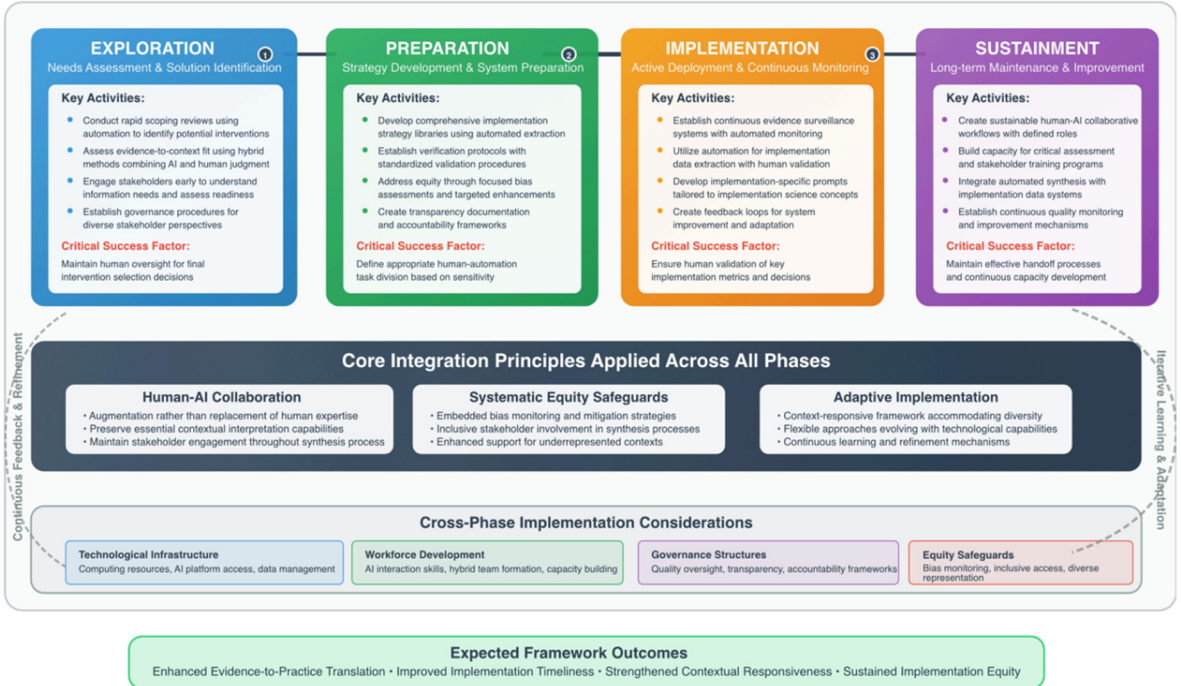 EXPLORATION
1
Needs Assessment & Solution Identification
Key Activities:
• Conduct rapid scoping reviews using
automation to identify potential interventions
• Assess evidence-to-context fit using hybrid
methods combining AI and human judgment
• Engage stakeholders early to understand
information needs and assess readiness
• Establish governance procedures for
diverse stakeholder perspectives
Critical Success Factor:
Maintain human oversight for final
intervention selection decisions
PREPARATION
2
Strategy Development & System Preparation
Key Activities:
• Develop comprehensive implementation
strategy libraries using automated extraction
• Establish verification protocols with
standardized validation procedures
• Address equity through focused bias
assessments and targeted enhancements
• Create transparency documentation
and accountability frameworks
Critical Success Factor:
Define appropriate human-automation
task division based on sensitivity
IMPLEMENTATION
3
Active Deployment & Continuous Monitoring
Key Activities:
• Establish continuous evidence surveillance
systems with automated monitoring
• Utilize automation for implementation
data extraction with human validation
• Develop implementation-specific prompts
tailored to implementation science concepts
• Create feedback loops for system
improvement and adaptation
Critical Success Factor:
Ensure human validation of key
implementation metrics and decisions
SUSTAINMENT
Long-term Maintenance & Improvement
Key Activities:
• Create sustainable human-AI collaborative
workflows with defined roles
• Build capacity for critical assessment
and stakeholder training programs
• Integrate automated synthesis with
implementation data systems
• Establish continuous quality monitoring
and improvement mechanisms
Critical Success Factor:
Maintain effective handoff processes
and continuous capacity development
Continuous Feedback & Refinement
Iterative Learning & Adaptation
Core Integration Principles Applied Across All Phases
Human-AI Collaboration
• Augmentation rather than replacement of human expertise
• Preserve essential contextual interpretation capabilities
• Maintain stakeholder engagement throughout synthesis process
Systematic Equity Safeguards
• Embedded bias monitoring and mitigation strategies
• Inclusive stakeholder involvement in synthesis processes
• Enhanced support for underrepresented contexts
Adaptive Implementation
• Context-responsive framework accommodating diversity
• Flexible approaches evolving with technological capabilities
• Continuous learning and refinement mechanisms
Cross-Phase Implementation Considerations
Technological Infrastructure
Computing resources, AI platform access, data management
Workforce Development
AI interaction skills, hybrid team formation, capacity building
Governance Structures
Quality oversight, transparency, accountability frameworks
Equity Safeguards
Bias monitoring, inclusive access, diverse
representation
Expected Framework Outcomes
Enhanced Evidence-to-Practice Translation • Improved Implementation Timeliness • Strengthened Contextual Responsiveness • Sustained Implementation Equity